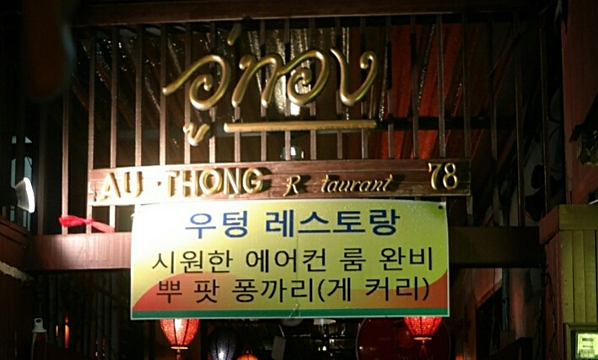 อู่ทอง
AU-THONG R taurant 78
우텅 레스토랑
시원한 에어컨 룸 완비
뿌 팟 퐁까리(게 커리)